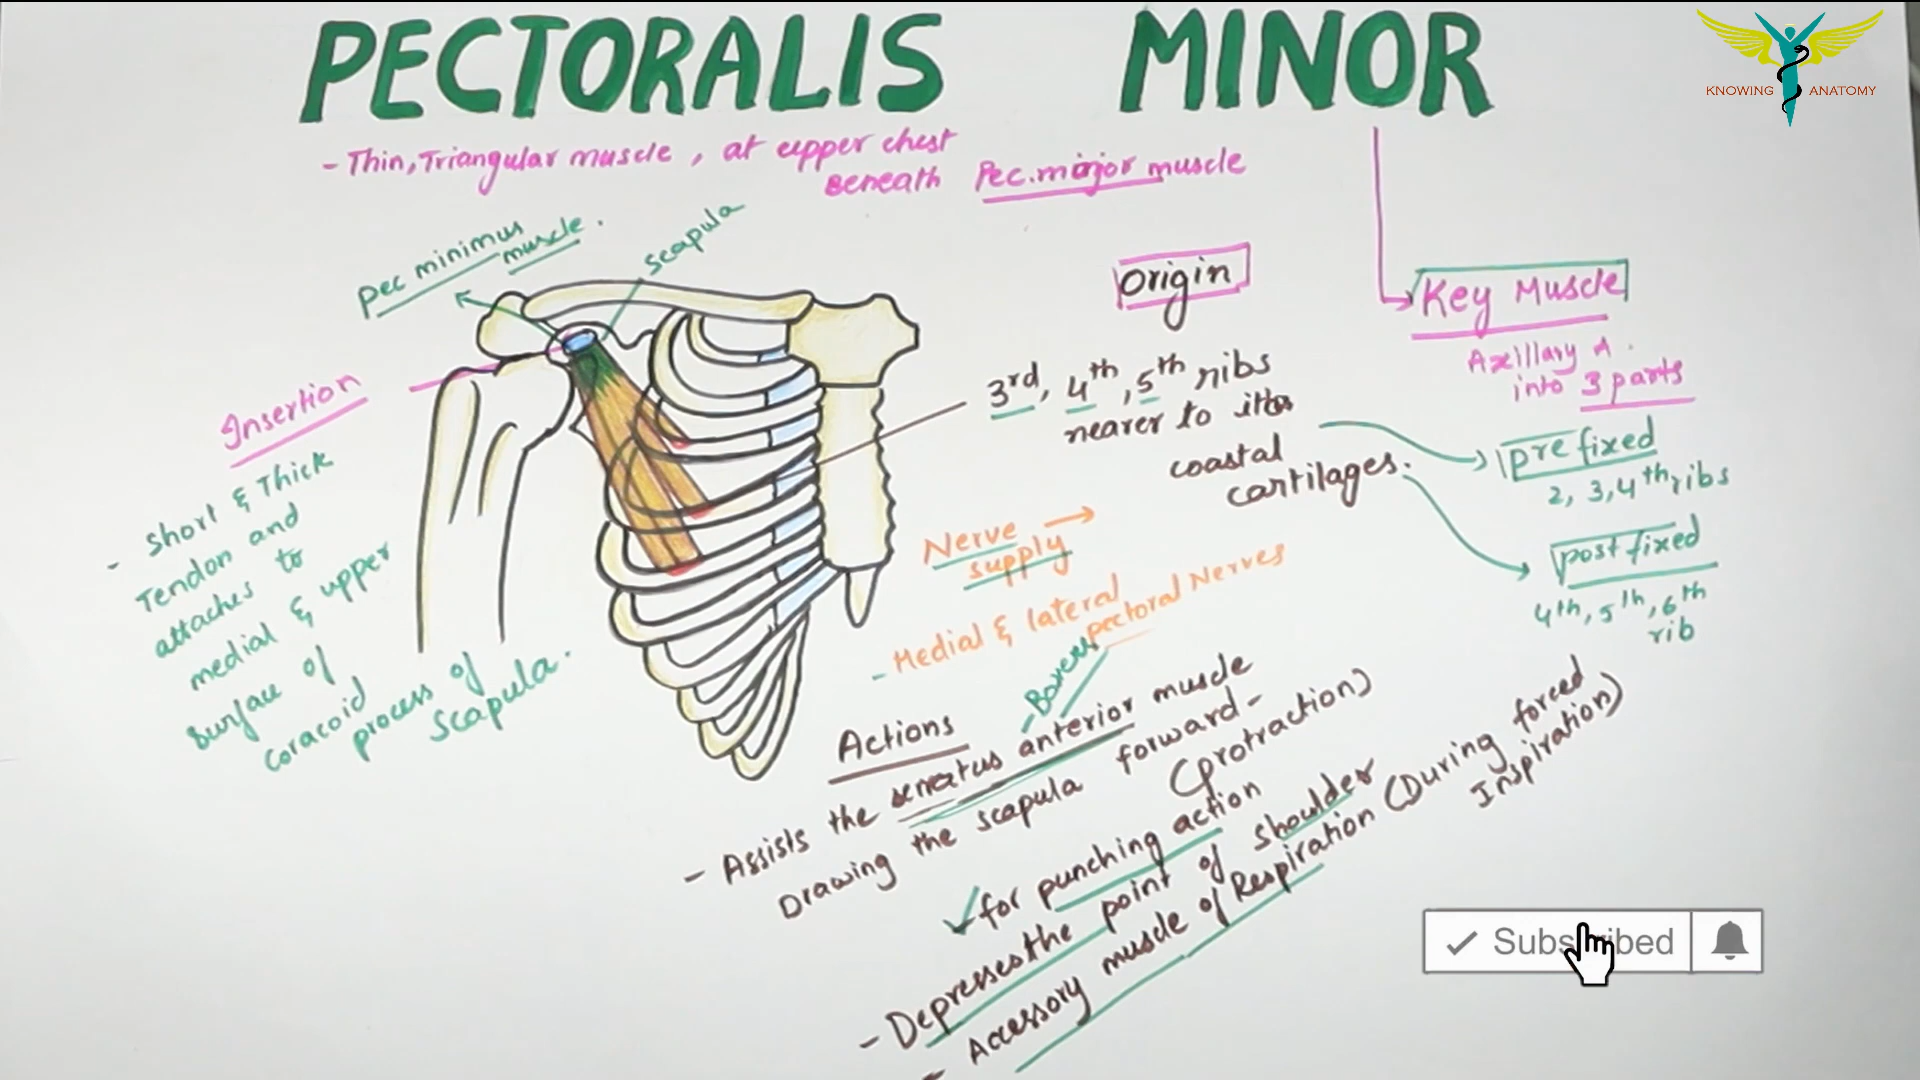 PECTORALIS MINOR
KNOWING ANATOMY
- Thin, Triangular muscle, at upper chest
Beneath Pec.major muscle
pec minimus
muscle.
scapula
Insertion
- short & Thick
Tendon and
attaches to
medial & upper
surface of
coracoid
process of
scapula.
origin
3rd, 4th, 5th ribs
nearer to its
coastal
cartilages.
Key Muscle
Axillary A.
into 3 parts
pre fixed
2, 3, 4th ribs
post fixed
4th, 5th, 6th
rib
Nerve
supply
- Medial & lateral
pectoral Nerves
Boxers
Actions
- Assists the serratus anterior muscle
Drawing the scapula forward -
(protraction)
for punching action
- Depresses the point of shoulder
- Accessory muscle of Respiration (During forced
Inspiration)
Subscribed